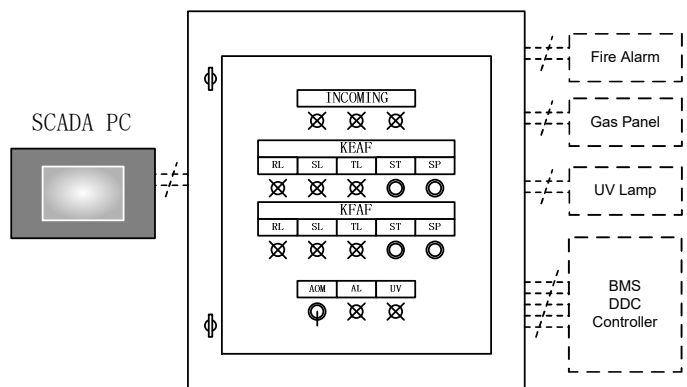 SCADA PC
INCOMING
KEAF
RL SL TL ST SP
KFAF
RL SL TL ST SP
AOM AL UV
Fire Alarm
Gas Panel
UV Lamp
BMS
DDC
Controller